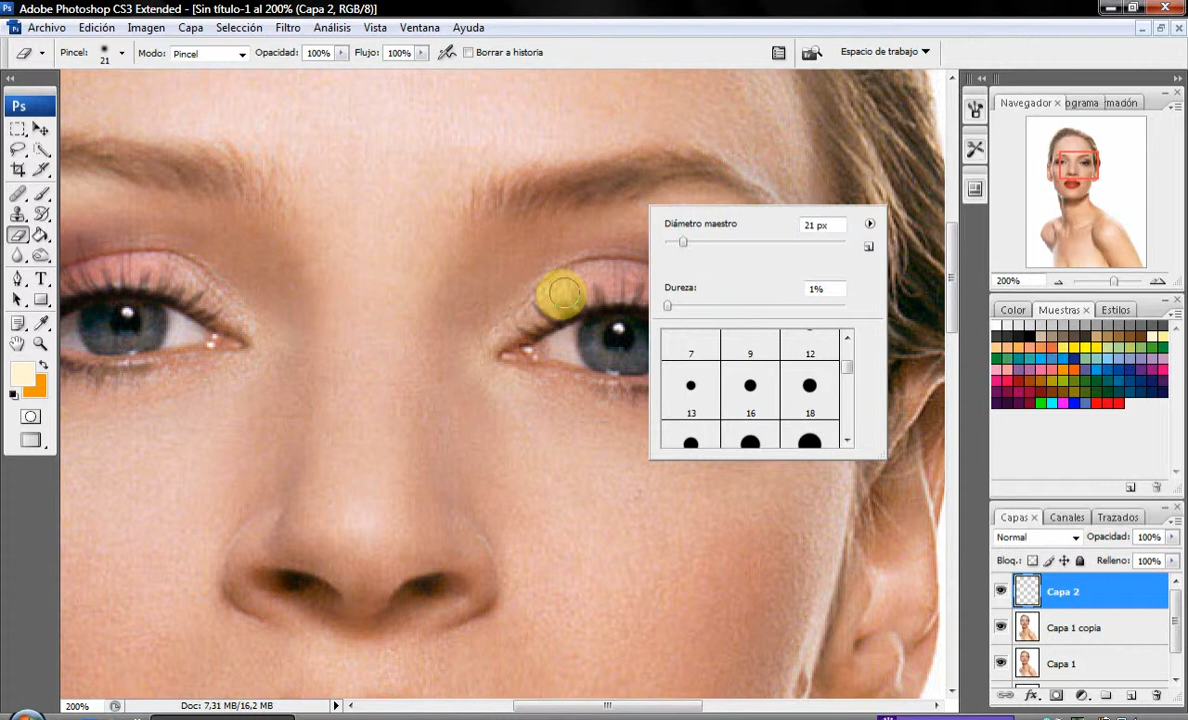 Adobe Photoshop CS3 Extended - [Sin título-1 al 200% (Capa 2, RGB/8)]
Archivo Edición Imagen Capa Selección Filtro Análisis Vista Ventana Ayuda
Pincel: 21 Modo: Pincel Opacidad: 100% Flujo: 100% Borrar a historia Espacio de trabajo
Ps
Navegador ograma mación
200%
Diámetro maestro 21 px
Dureza: 1%
7 9 12
13 16 18
Color Muestras Estilos
Capas Canales Trazados
Normal Opacidad: 100%
Bloq.: Relleno: 100%
Capa 2
Capa 1 copia
Capa 1
200% Doc: 7,31 MB/16,2 MB